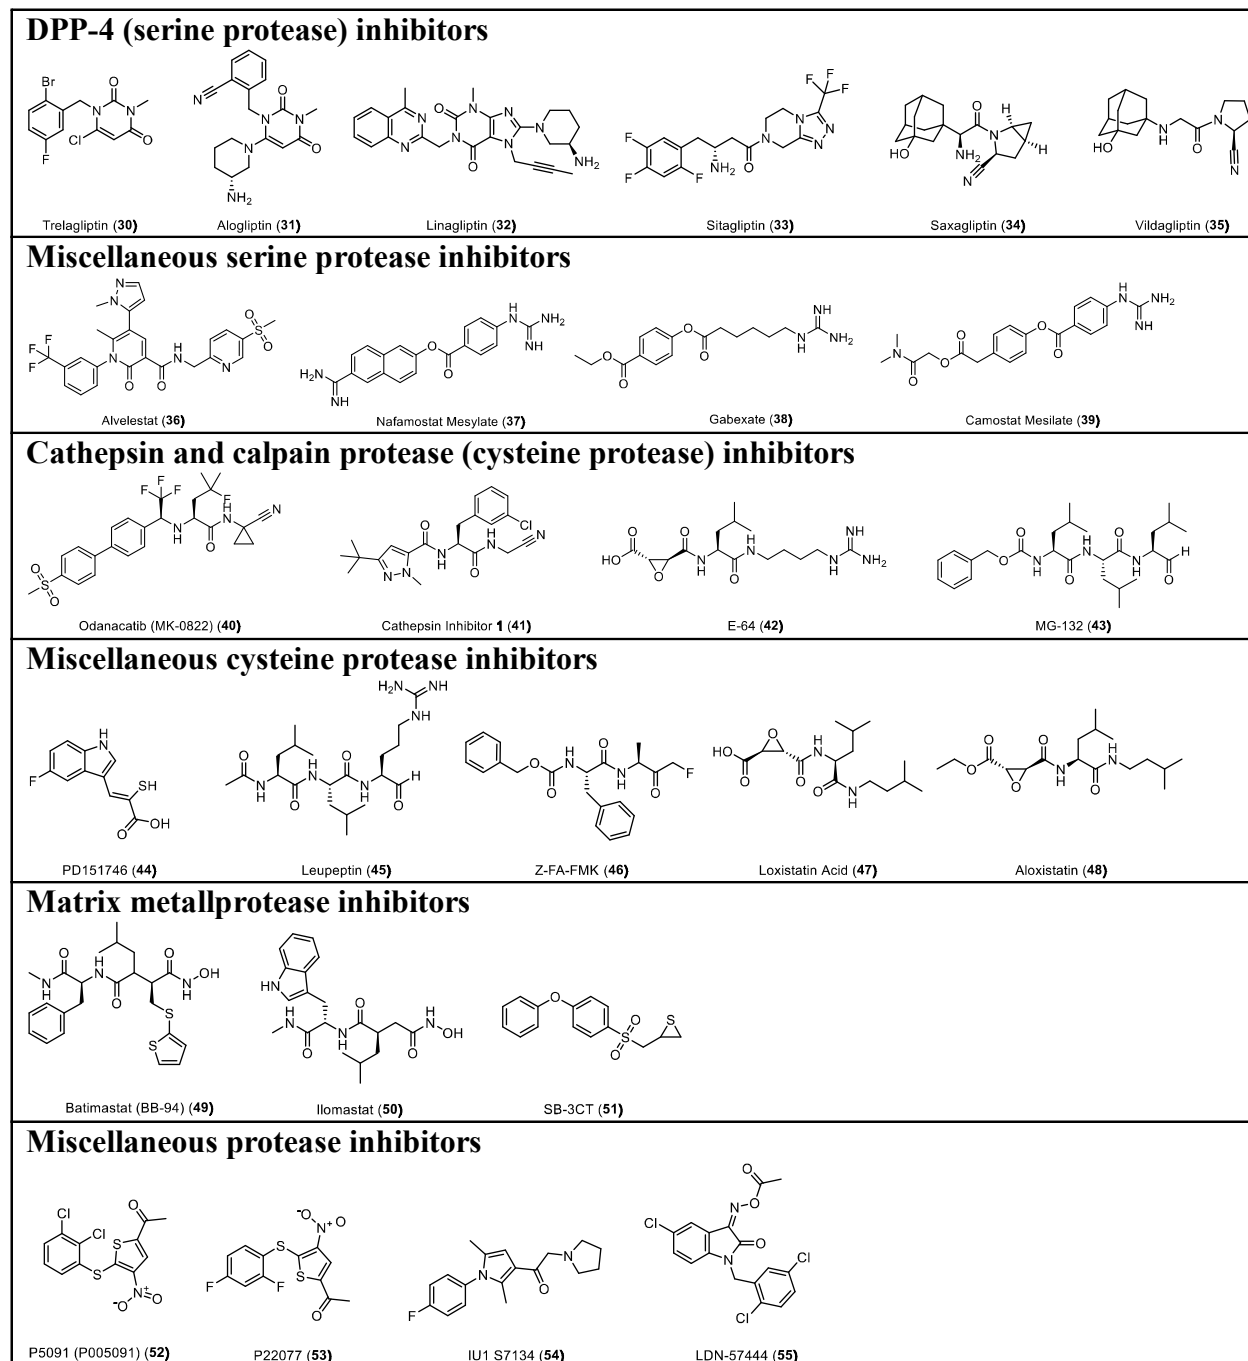 DPP-4 (serine protease) inhibitors
Trelagliptin (30) Alogliptin (31) Linagliptin (32) Sitagliptin (33) Saxagliptin (34) Vildagliptin (35)
Miscellaneous serine protease inhibitors
Alvelestat (36) Nafamostat Mesylate (37) Gabexate (38) Camostat Mesilate (39)
Cathepsin and calpain protease (cysteine protease) inhibitors
Odanacatib (MK-0822) (40) Cathepsin Inhibitor 1 (41) E-64 (42) MG-132 (43)
Miscellaneous cysteine protease inhibitors
PD151746 (44) Leupeptin (45) Z-FA-FMK (46) Loxistatin Acid (47) Aloxistatin (48)
Matrix metallprotease inhibitors
Batimastat (BB-94) (49) Ilomastat (50) SB-3CT (51)
Miscellaneous protease inhibitors
P5091 (P005091) (52) P22077 (53) IU1 S7134 (54) LDN-57444 (55)